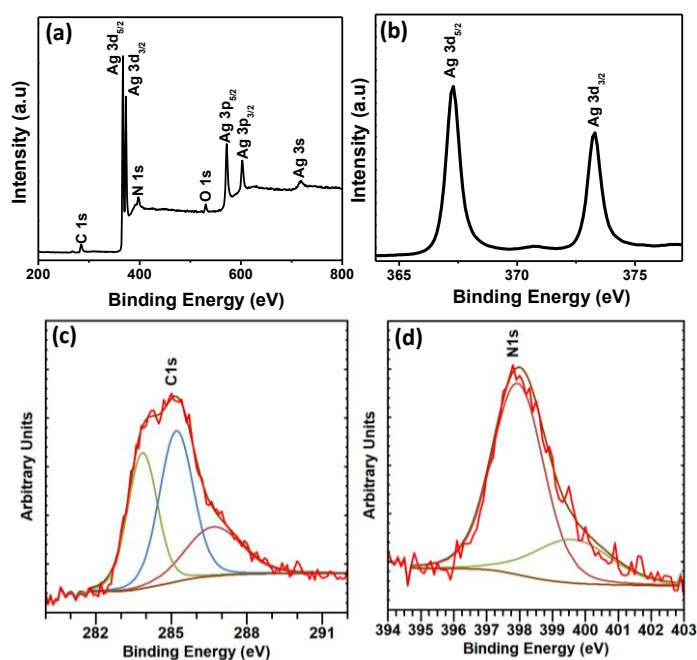 (a)
Ag 3d5/2
Ag 3d3/2
N 1s
C 1s
O 1s
Ag 3p5/2
Ag 3p3/2
Ag 3s
Intensity (a.u)
200 400 600 800
Binding Energy (eV)
(b)
Ag 3d5/2
Ag 3d3/2
Intensity (a.u)
365 370 375
Binding Energy (eV)
(c)
C1s
Arbitrary Units
282 285 288 291
Binding Energy (eV)
(d)
N1s
Arbitrary Units
394 395 396 397 398 399 400 401 402 403
Binding Energy (eV)